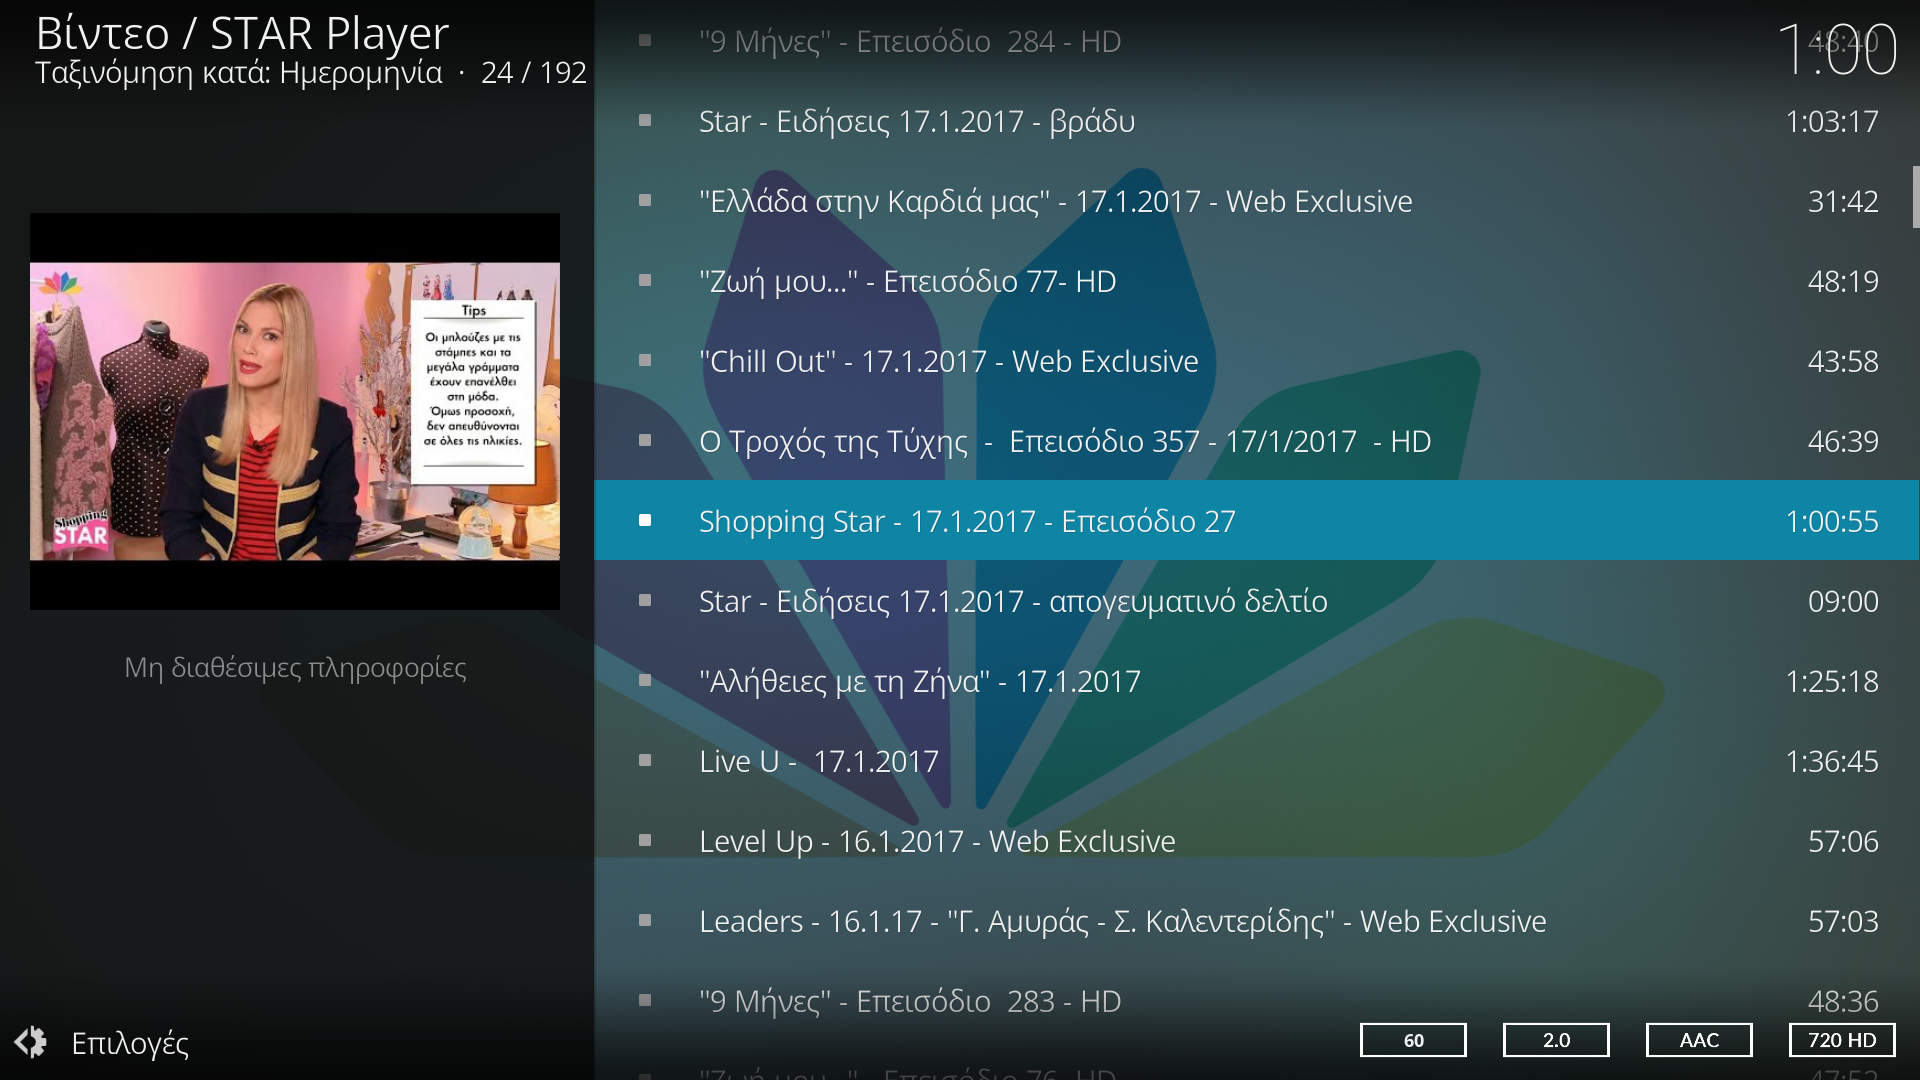 Βίντεο / STAR Player
Ταξινόμηση κατά: Ημερομηνία · 24 / 192
1:00
"9 Μήνες" - Επεισόδιο 284 - HD 48:40
Star - Ειδήσεις 17.1.2017 - βράδυ 1:03:17
"Ελλάδα στην Καρδιά μας" - 17.1.2017 - Web Exclusive 31:42
"Ζωή μου..." - Επεισόδιο 77- HD 48:19
"Chill Out" - 17.1.2017 - Web Exclusive 43:58
Ο Τροχός της Τύχης - Επεισόδιο 357 - 17/1/2017 - HD 46:39
Shopping Star - 17.1.2017 - Επεισόδιο 27 1:00:55
Star - Ειδήσεις 17.1.2017 - απογευματινό δελτίο 09:00
"Αλήθειες με τη Ζήνα" - 17.1.2017 1:25:18
Live U - 17.1.2017 1:36:45
Level Up - 16.1.2017 - Web Exclusive 57:06
Leaders - 16.1.17 - "Γ. Αμυράς - Σ. Καλεντερίδης" - Web Exclusive 57:03
"9 Μήνες" - Επεισόδιο 283 - HD 48:36
"Ζωή μου..." - Επεισόδιο 76- HD 47:52
Tips
Οι μπλούζες με τις
στάμπες και τα
μεγάλα γράμματα
έχουν επανέλθει
στη μόδα.
Όμως προσοχή,
δεν απευθύνονται
σε όλες τις ηλικίες.
Shopping
STAR
Μη διαθέσιμες πληροφορίες
Επιλογές
60 2.0 AAC 720 HD